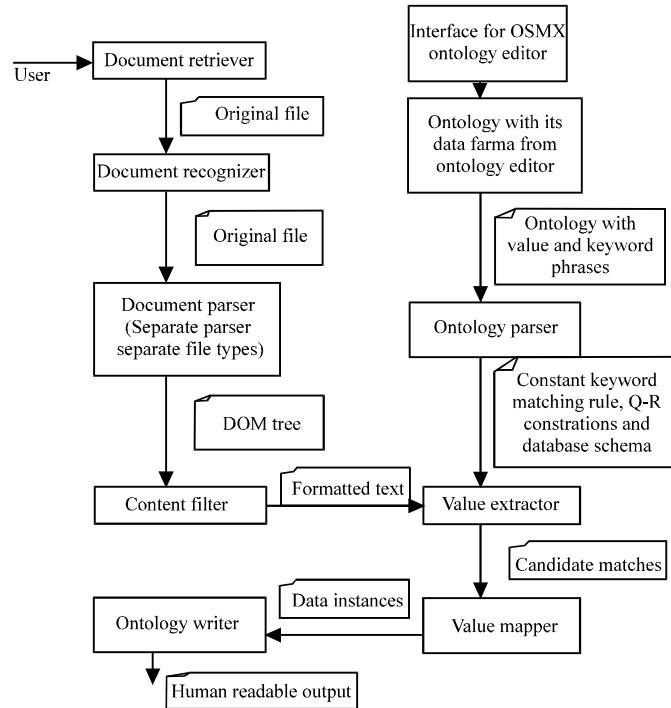 User
Document retriever
Original file
Document recognizer
Original file
Document parser
(Separate parser
separate file types)
DOM tree
Content filter
Formatted text
Interface for OSMX
ontology editor
Ontology with its
data farma from
ontology editor
Ontology with
value and keyword
phrases
Ontology parser
Constant keyword
matching rule, Q-R
constrations and
database schema
Value extractor
Candidate matches
Value mapper
Data instances
Ontology writer
Human readable output